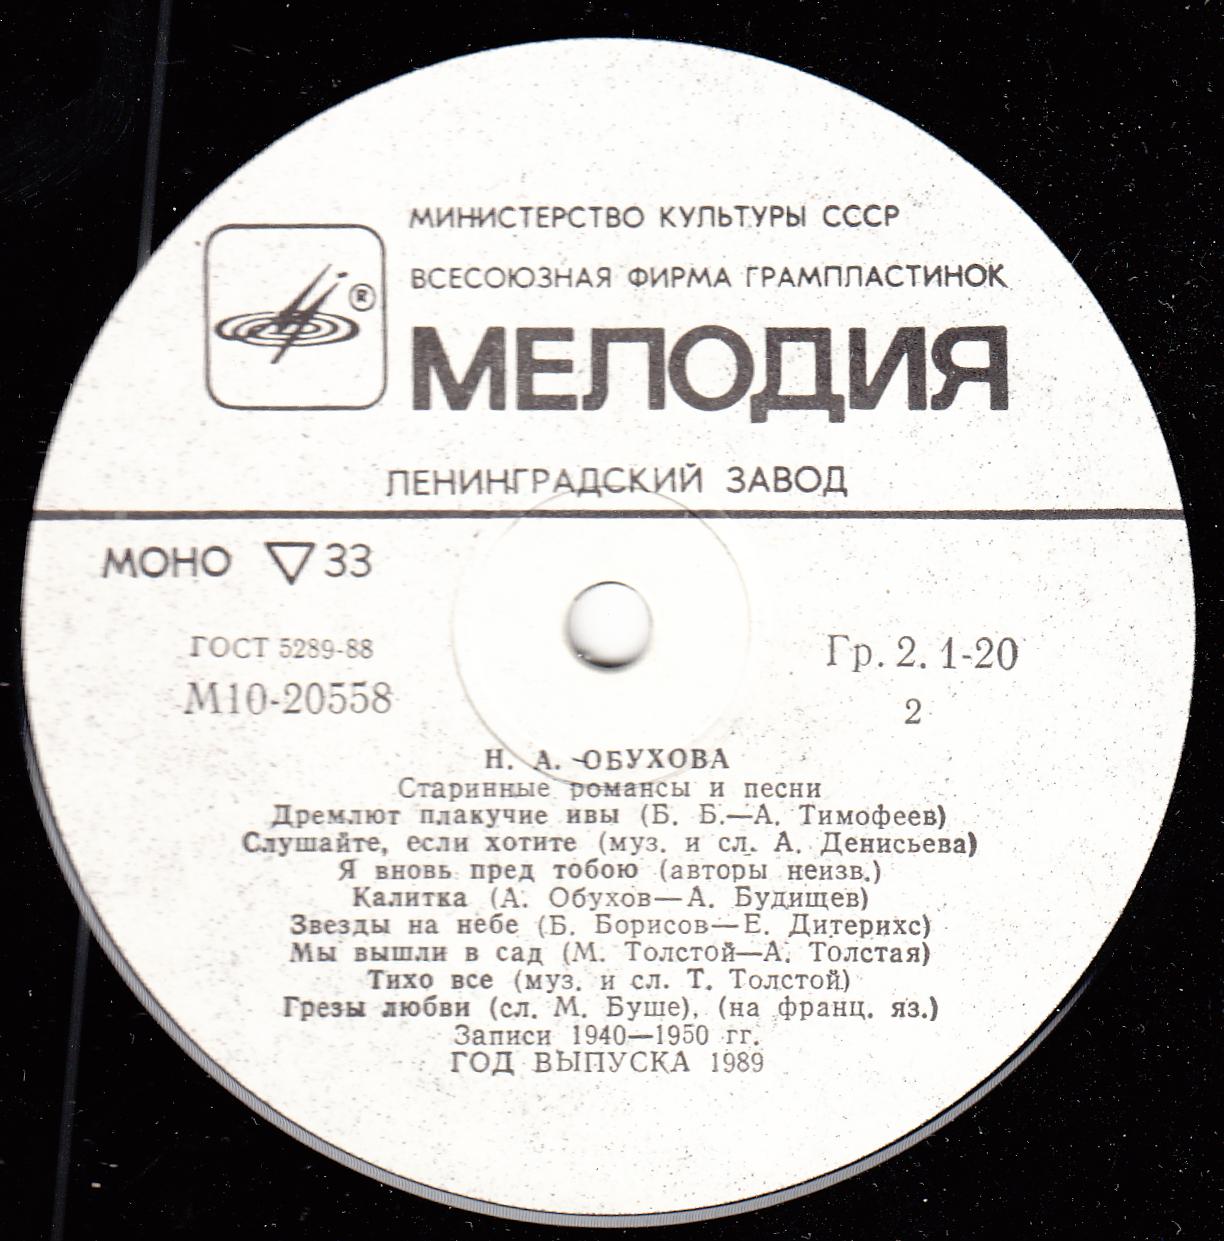 МИНИСТЕРСТВО КУЛЬТУРЫ СССР
ВСЕСОЮЗНАЯ ФИРМА ГРАМПЛАСТИНОК
®
МЕЛОДИЯ
ЛЕНИНГРАДСКИЙ ЗАВОД
МОНО ▽ 33
ГОСТ 5289-88
М10-20558
Гр. 2. 1-20
2
Н. А. ОБУХОВА
Старинные романсы и песни
Дремлют плакучие ивы (Б. Б.—А. Тимофеев)
Слушайте, если хотите (муз. и сл. А. Денисьева)
Я вновь пред тобою (авторы неизв.)
Калитка (А. Обухов—А. Будищев)
Звезды на небе (Б. Борисов—Е. Дитерихс)
Мы вышли в сад (М. Толстой—А. Толстая)
Тихо все (муз. и сл. Т. Толстой)
Грезы любви (сл. М. Буше), (на франц. яз.)
Записи 1940—1950 гг.
ГОД ВЫПУСКА 1989